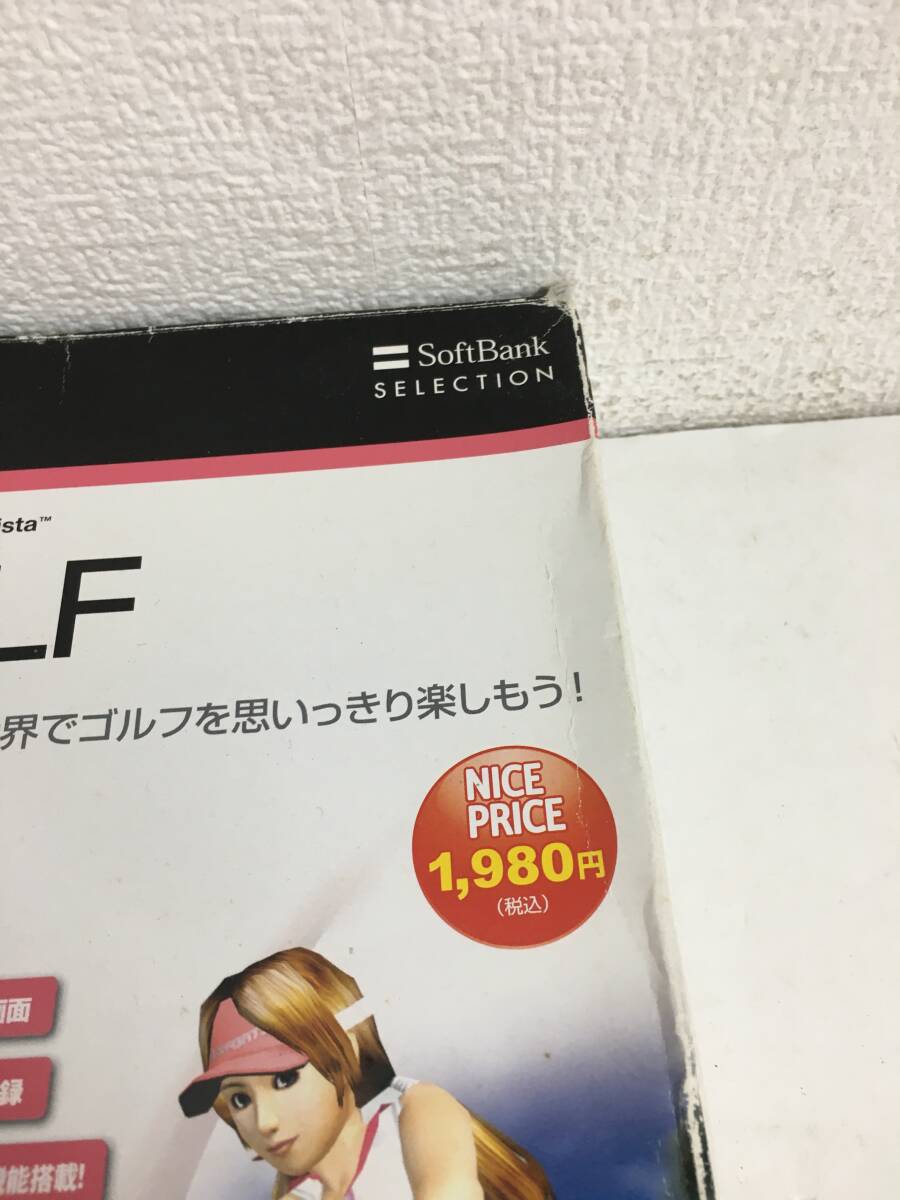 SoftBank
SELECTION
ista™
LF
界でゴルフを思いっきり楽しもう！
NICE
PRICE
1,980円
（税込）
画面
録
能搭載!